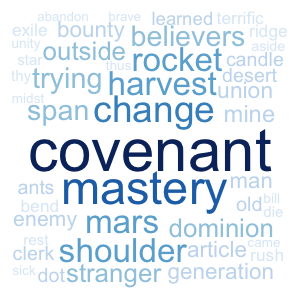 abandon brave terrific
exile bounty learned ridge
unity outside believers aside
star thus rocket candle
thy trying harvest desert
midst span change union
mine
covenant
ants mastery man
bend mars old bill
enemy dominion die
rest shoulder article came
clerk rush
sick dot stranger generation